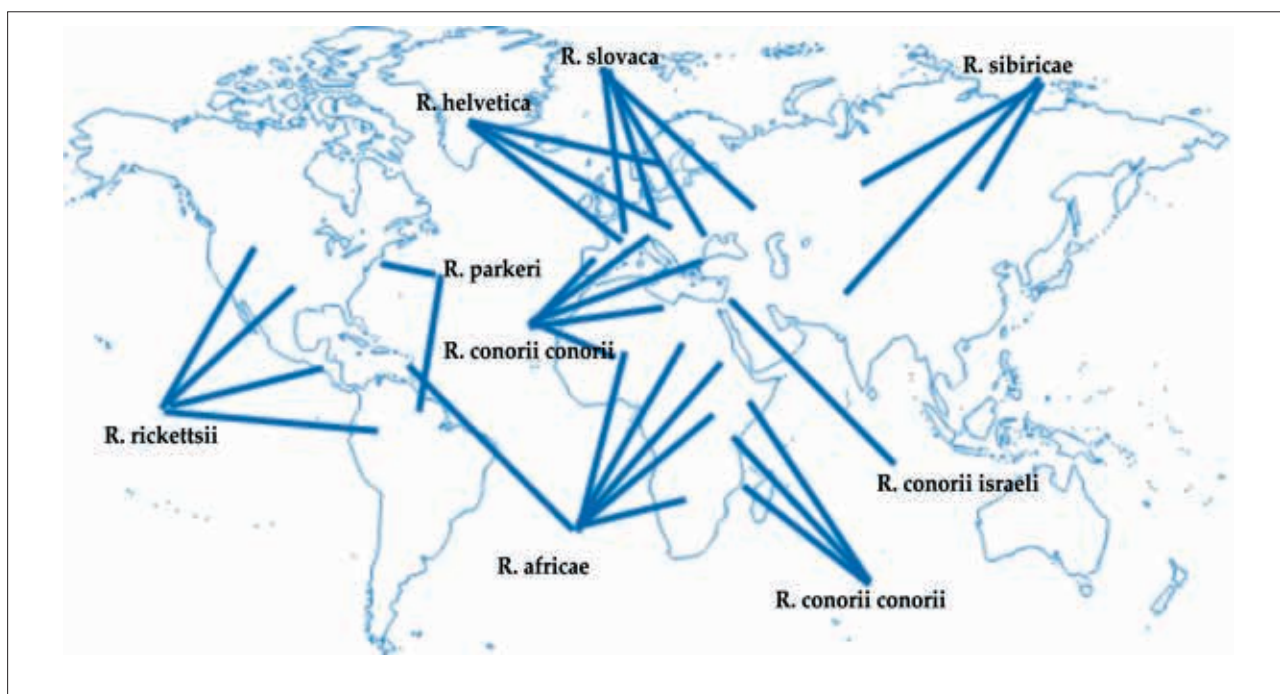 R. slovaca
R. sibiricae
R. helvetica
R. parkeri
R. conorii conorii
R. rickettsii
R. conorii israeli
R. africae
R. conorii conorii